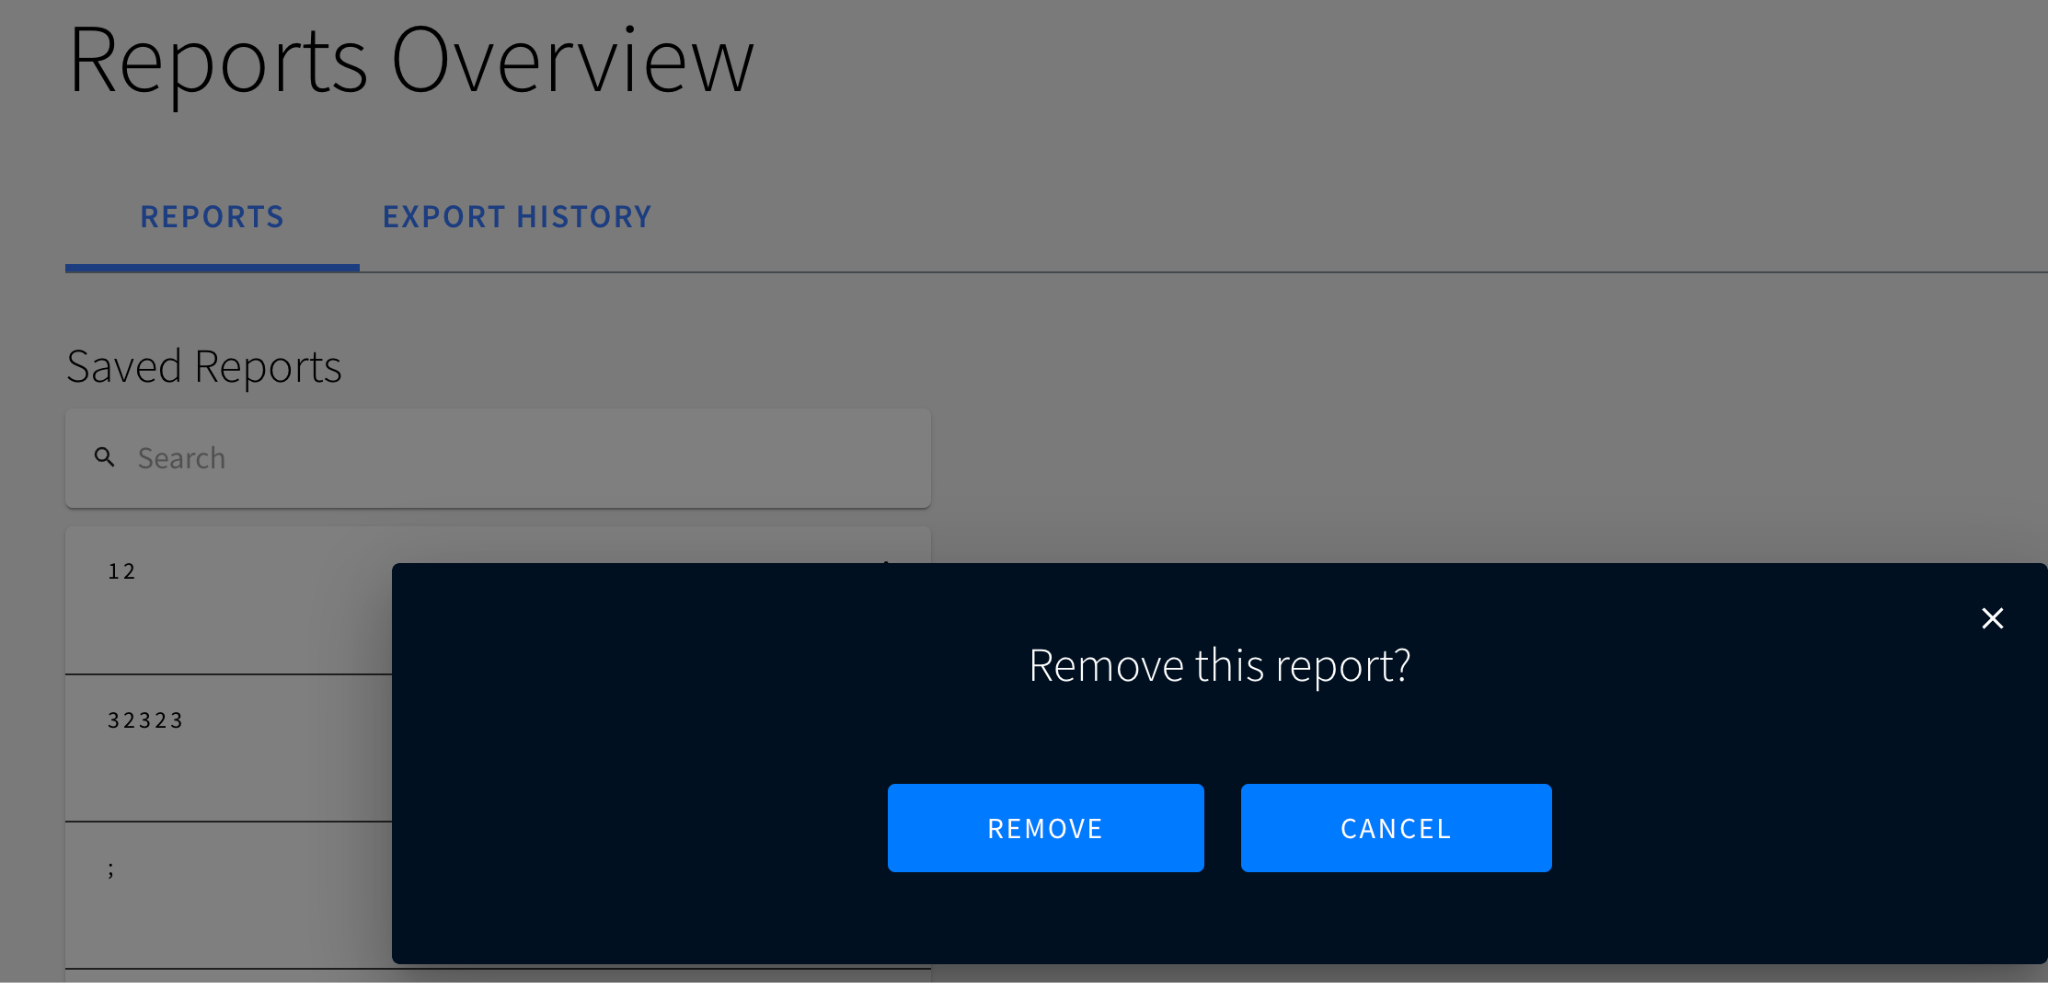 Reports Overview
REPORTS EXPORT HISTORY
Saved Reports
Search
12
32323
;
Remove this report?
REMOVE CANCEL